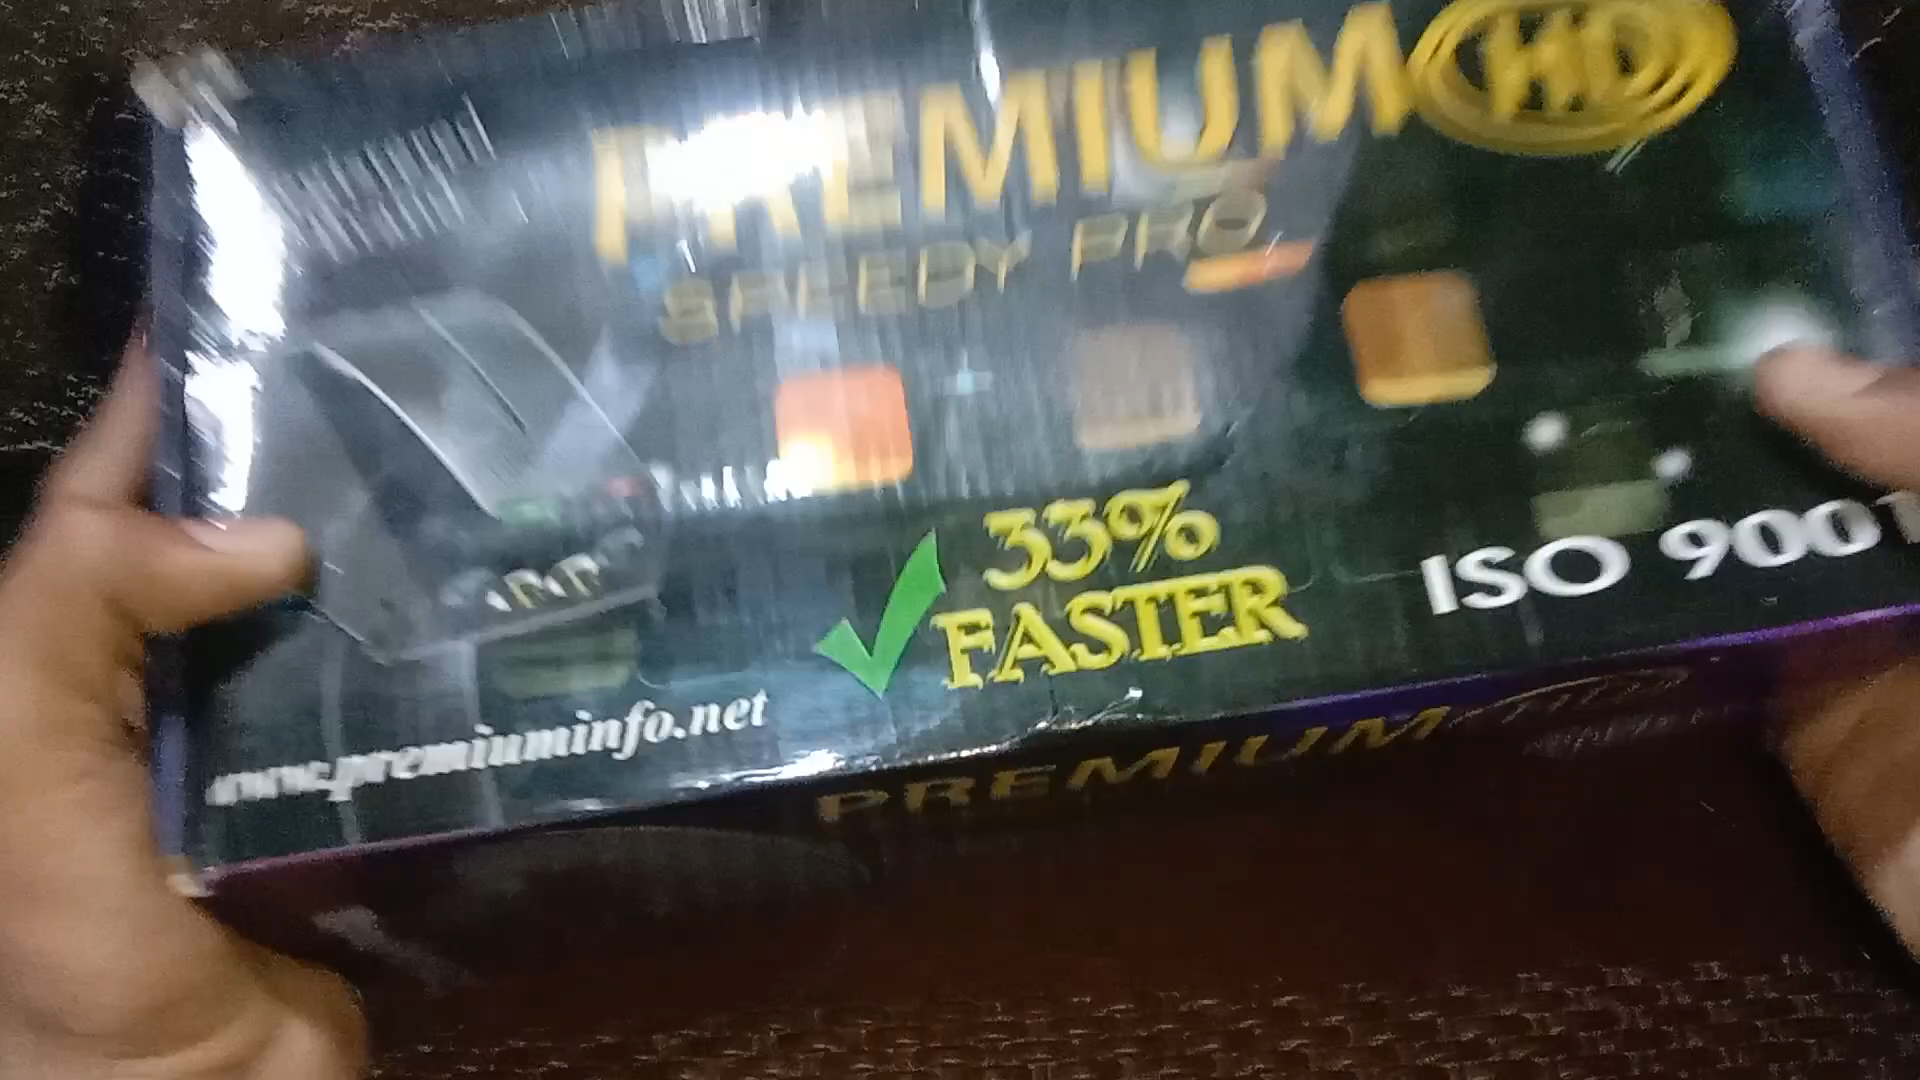 PREMIUM HD
SPEEDY PRO
33%
FASTER
ISO 9001
www.premiuminfo.net
PREMIUM